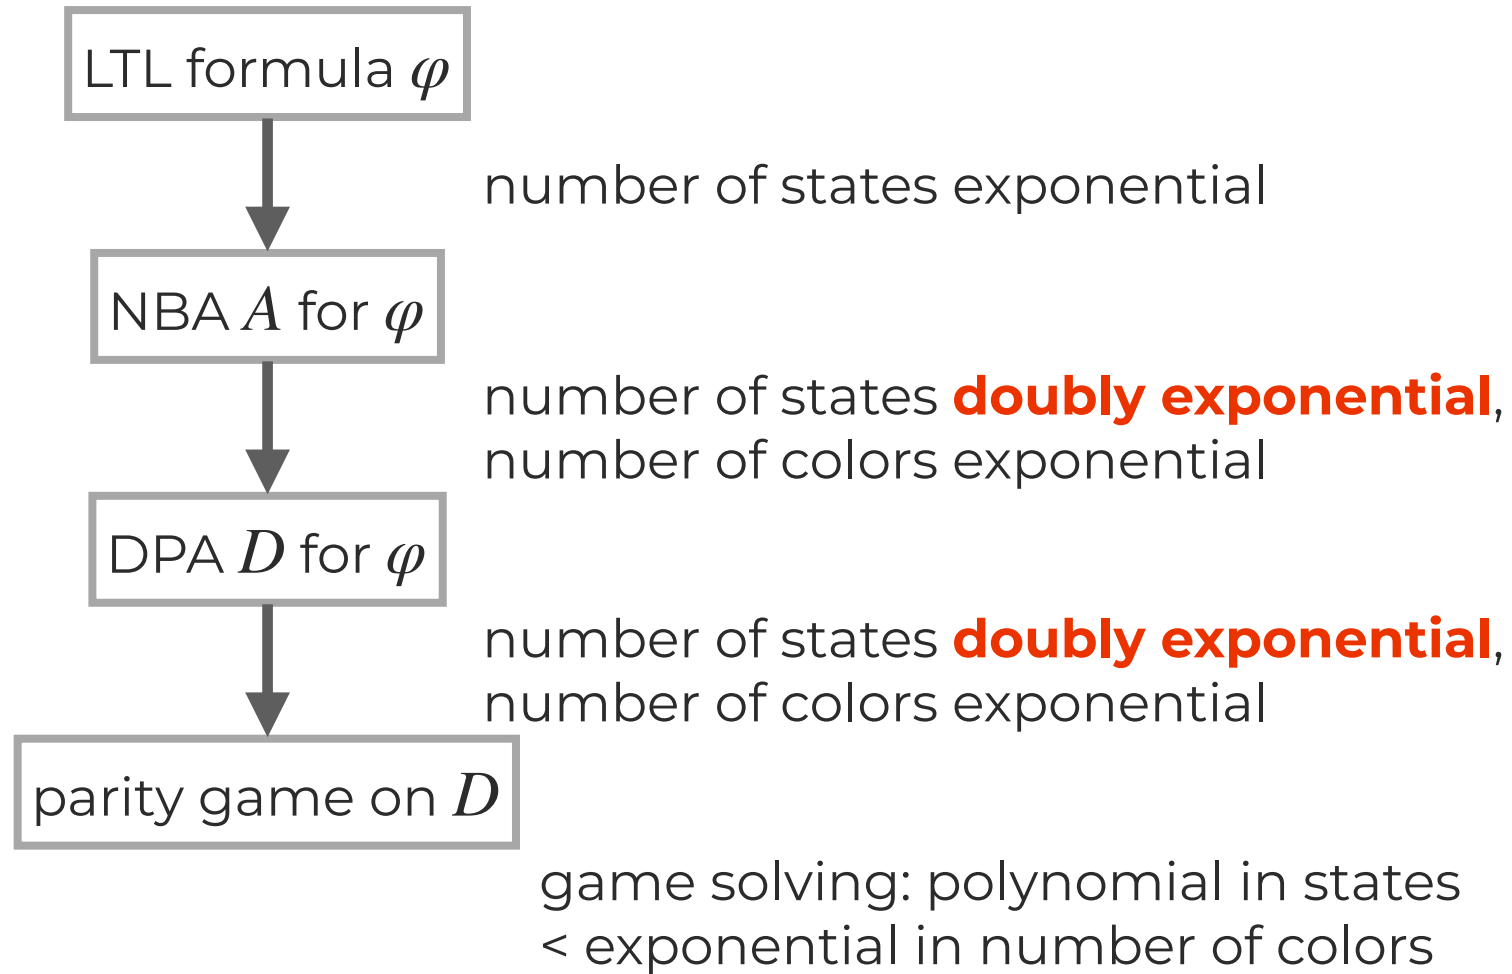 LTL formula φ
number of states exponential
NBA A for φ
number of states doubly exponential,
number of colors exponential
DPA D for φ
number of states doubly exponential,
number of colors exponential
parity game on D
game solving: polynomial in states
< exponential in number of colors